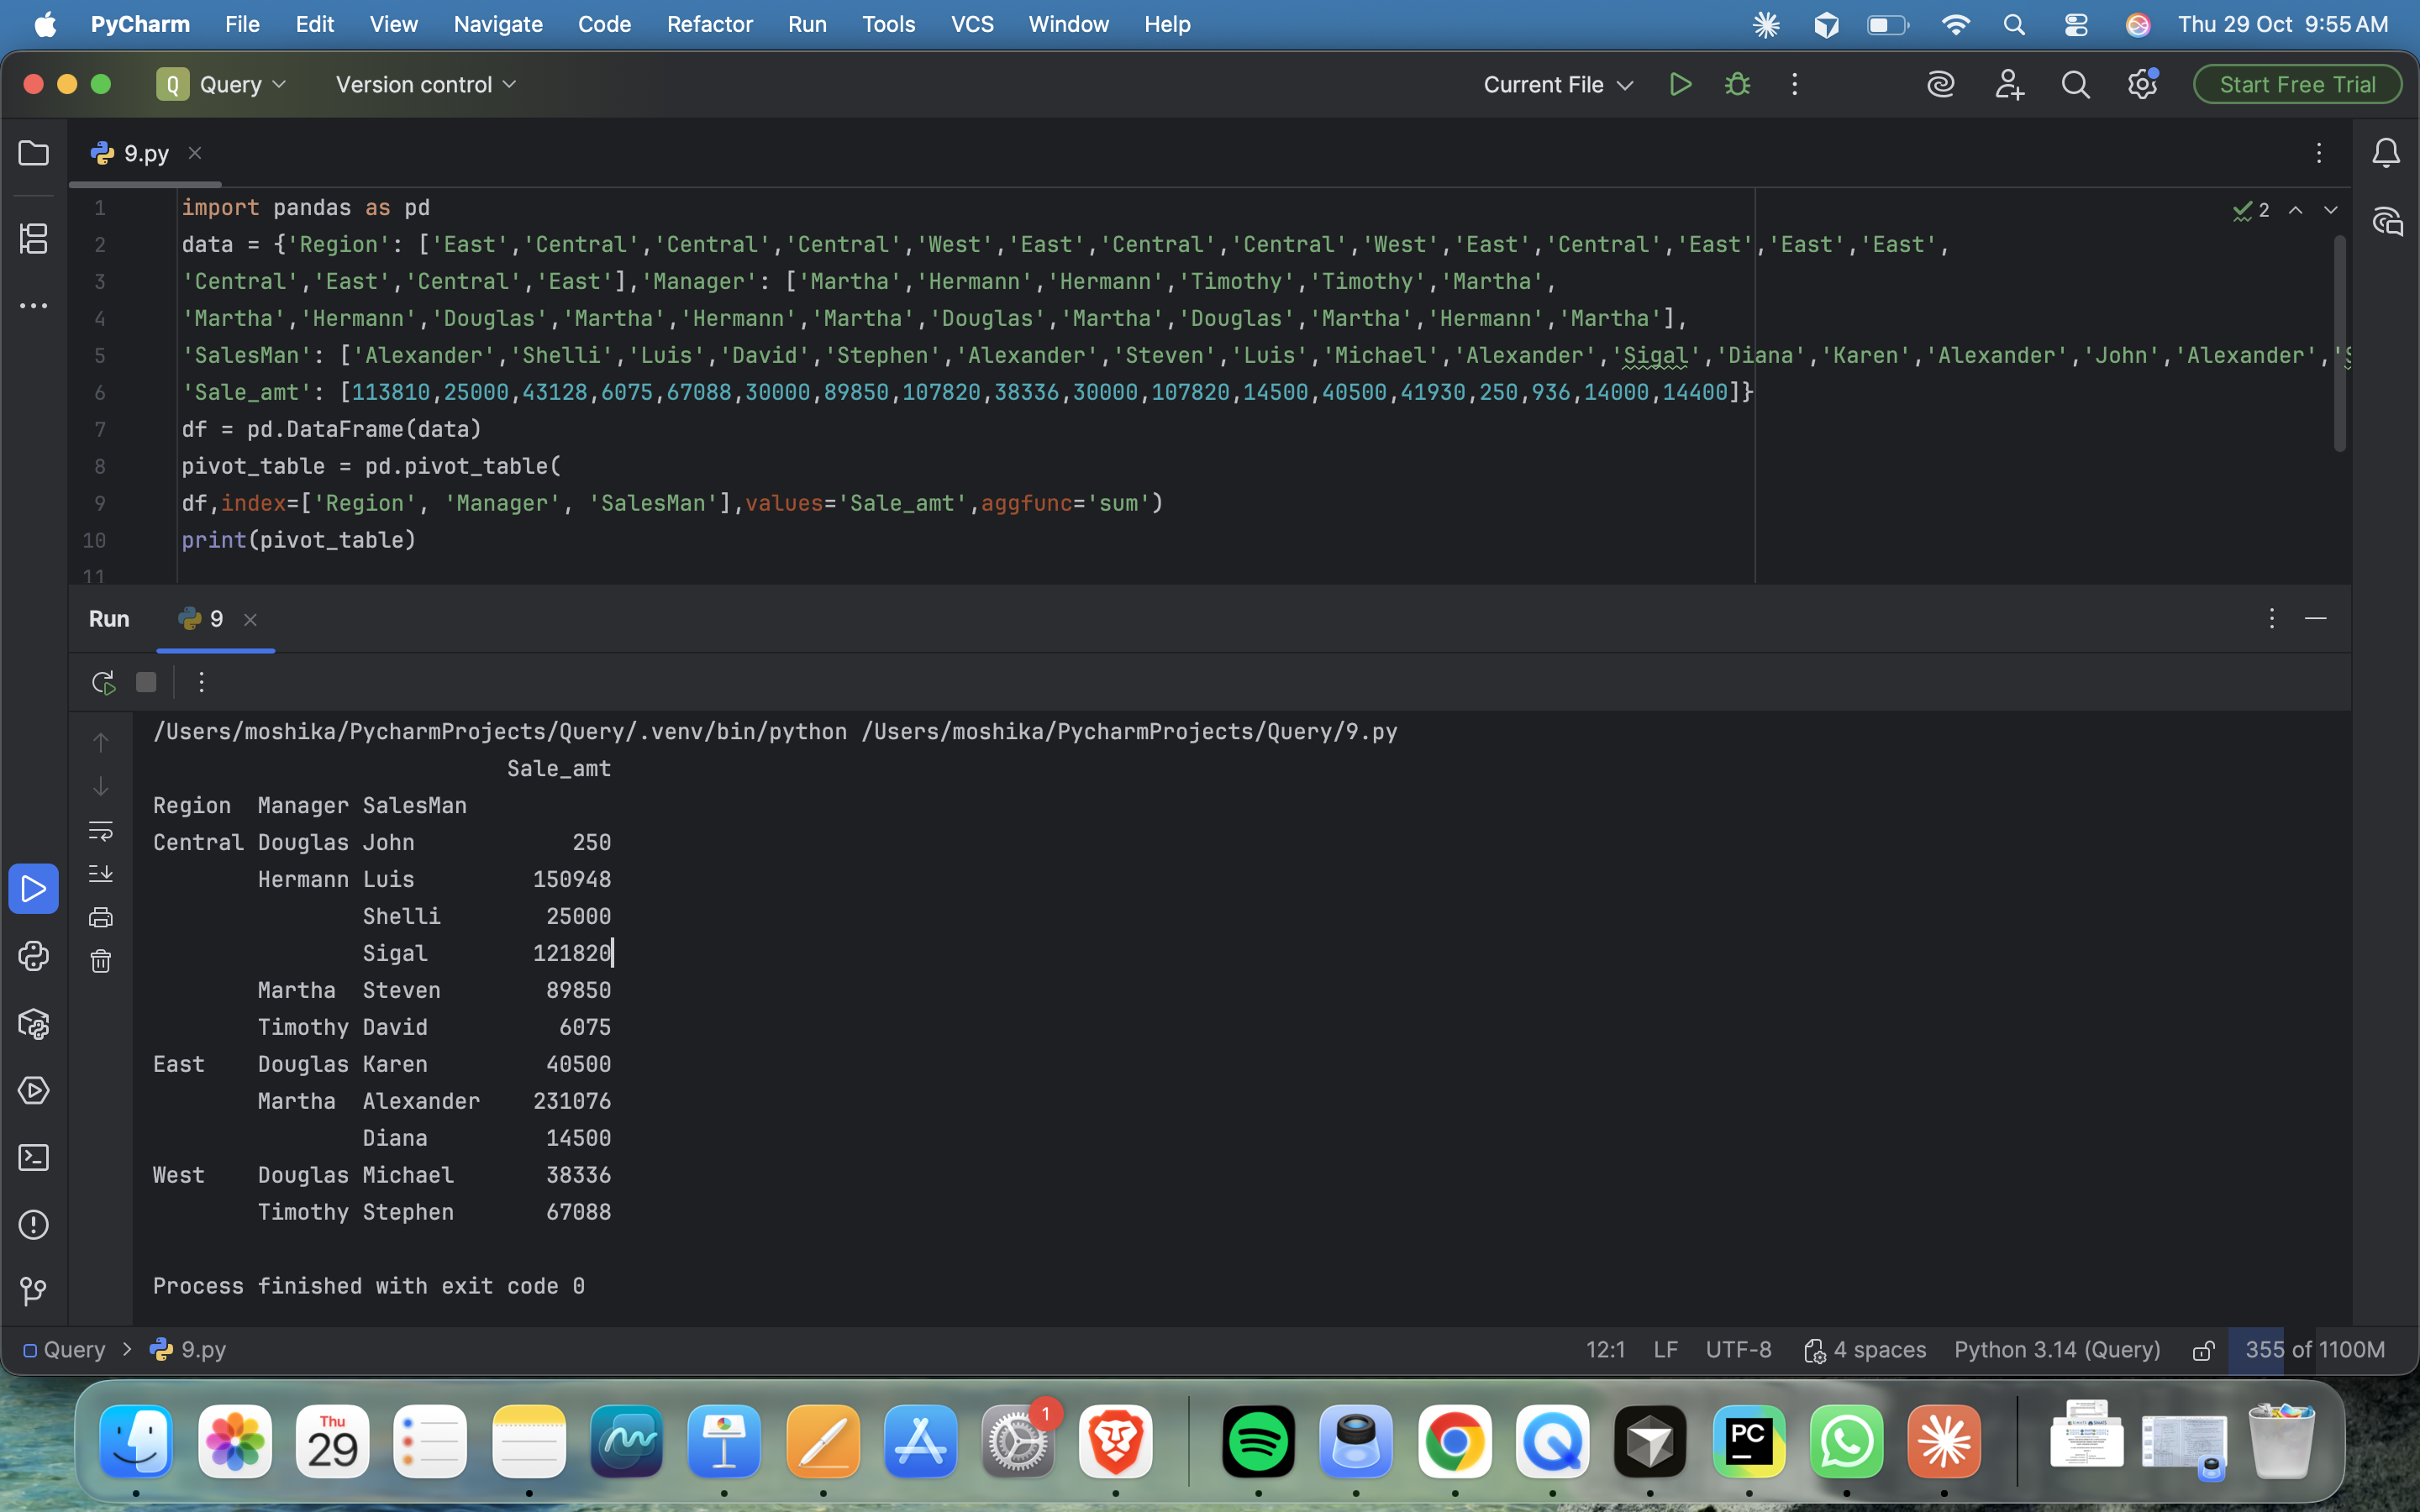 PyCharm File Edit View Navigate Code Refactor Run Tools VCS Window Help Thu 29 Oct 9:55 AM
Q Query Version control Current File Start Free Trial
9.py
2
1 import pandas as pd
2 data = {'Region': ['East','Central','Central','Central','West','East','Central','Central','West','East','Central','East','East','East',
3 'Central','East','Central','East'],'Manager': ['Martha','Hermann','Hermann','Timothy','Timothy','Martha',
4 'Martha','Hermann','Douglas','Martha','Hermann','Martha','Douglas','Martha','Douglas','Martha','Hermann','Martha'],
5 'SalesMan': ['Alexander','Shelli','Luis','David','Stephen','Alexander','Steven','Luis','Michael','Alexander','Sigal','Diana','Karen','Alexander','John','Alexander','
6 'Sale_amt': [113810,25000,43128,6075,67088,30000,89850,107820,38336,30000,107820,14500,40500,41930,250,936,14000,14400]}
7 df = pd.DataFrame(data)
8 pivot_table = pd.pivot_table(
9 df,index=['Region', 'Manager', 'SalesMan'],values='Sale_amt',aggfunc='sum')
10 print(pivot_table)
11
Run 9
/Users/moshika/PycharmProjects/Query/.venv/bin/python /Users/moshika/PycharmProjects/Query/9.py
Sale_amt
Region Manager SalesMan
Central Douglas John 250
Hermann Luis 150948
Shelli 25000
Sigal 121820
Martha Steven 89850
Timothy David 6075
East Douglas Karen 40500
Martha Alexander 231076
Diana 14500
West Douglas Michael 38336
Timothy Stephen 67088
Process finished with exit code 0
Query > 9.py 12:1 LF UTF-8 4 spaces Python 3.14 (Query) 355 of 1100M
Thu
29
1
PC